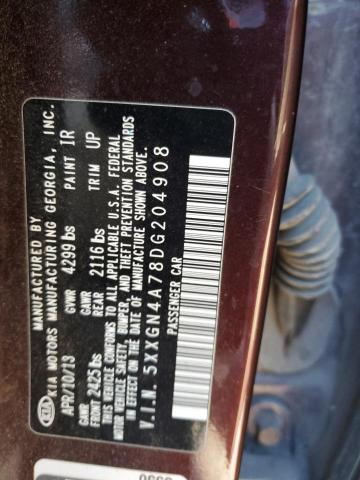 MANUFACTURED BY
KIA KIA MOTORS MANUFACTURING GEORGIA, INC.
APR/10/13 GVWR 4299 lbs PAINT IR
GAWR FRONT 2425 lbs GAWR REAR 2116 lbs TRIM UP
THIS VEHICLE CONFORMS TO ALL APPLICABLE U.S.A. FEDERAL
MOTOR VEHICLE SAFETY, BUMPER, AND THEFT PREVENTION STANDARDS
IN EFFECT ON THE DATE OF MANUFACTURE SHOWN ABOVE.
V.I.N. 5XXGN4A78DG204908
PASSENGER CAR